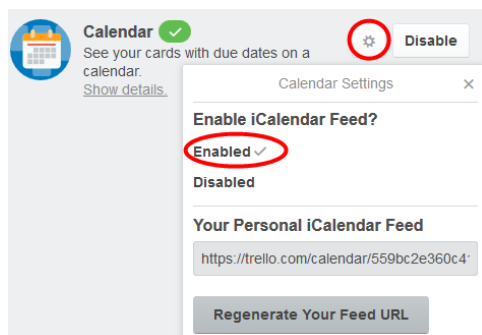 Calendar
See your cards with due dates on a
calendar.
Show details.
Disable
Calendar Settings
Enable iCalendar Feed?
Enabled
Disabled
Your Personal iCalendar Feed
https://trello.com/calendar/559bc2e360c4
Regenerate Your Feed URL